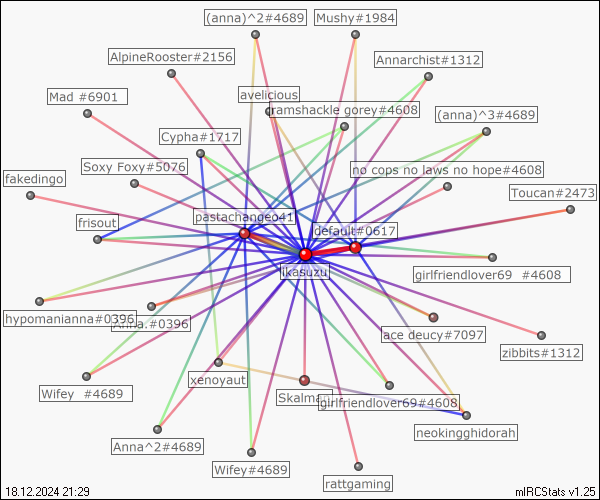 (anna)^2#4689
Mushy#1984
AlpineRooster#2156
Annarchist#1312
Mad #6901
avelicious
ramshackle gorey#4608
(anna)^3#4689
Cypha#1717
Soxy Foxy#5076
no cops no laws no hope#4608
fakedingo
Toucan#2473
frisout
pastachangeo41
default#0617
likasuzu
girlfriendlover69 #4608
hypomanianna#0396
Anna.#0396
ace deucy#7097
zibbits#1312
xenoyaut
Wifey #4689
girlfriendlover69#4608
neokingghidorah
Anna^2#4689
Wifey#4689
rattgaming
18.12.2024 21:29
mIRCStats v1.25